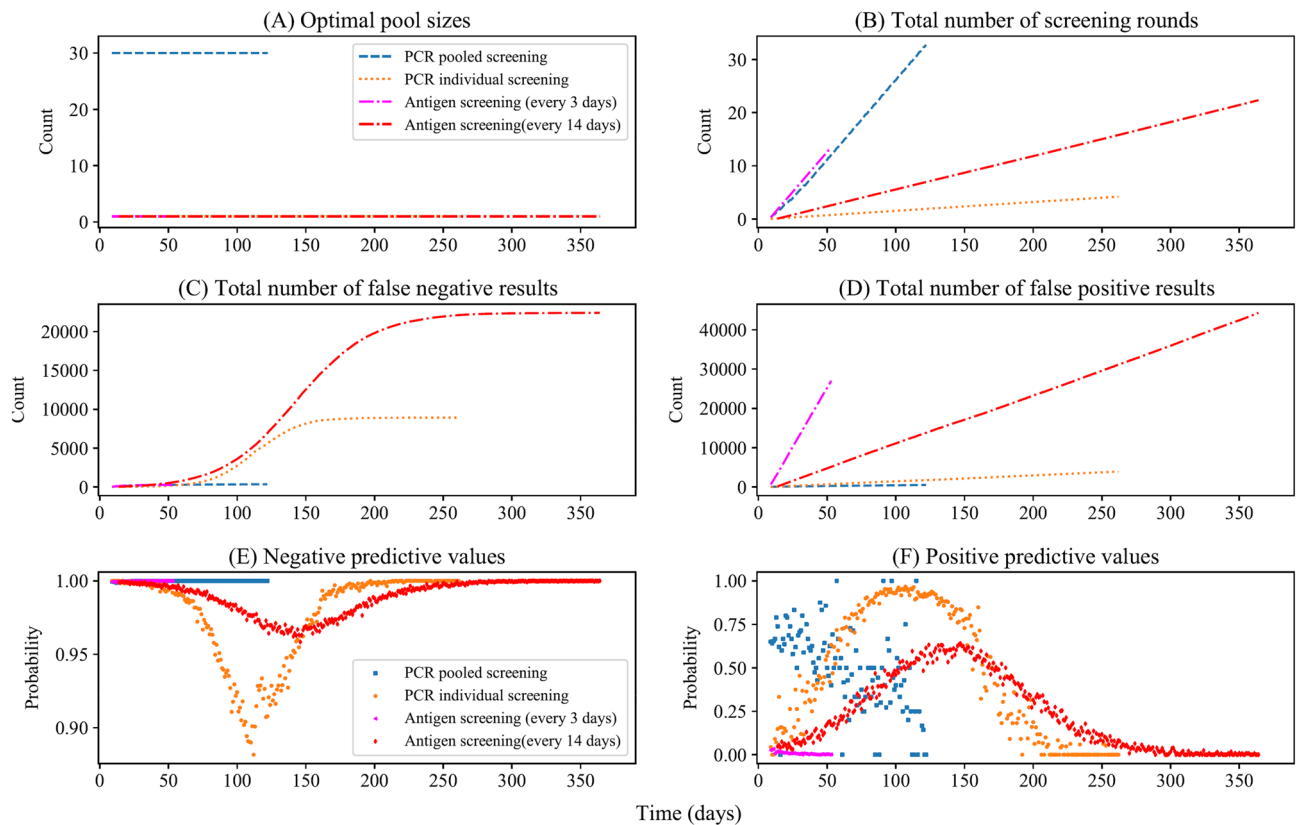 (A) Optimal pool sizes
Count
30
20
10
0
0 50 100 150 200 250 300 350
PCR pooled screening
PCR individual screening
Antigen screening (every 3 days)
Antigen screening(every 14 days)
(B) Total number of screening rounds
Count
30
20
10
0
0 50 100 150 200 250 300 350
(C) Total number of false negative results
Count
20000
15000
10000
5000
0
0 50 100 150 200 250 300 350
(D) Total number of false positive results
Count
40000
30000
20000
10000
0
0 50 100 150 200 250 300 350
(E) Negative predictive values
Probability
1.00
0.95
0.90
0 50 100 150 200 250 300 350
PCR pooled screening
PCR individual screening
Antigen screening (every 3 days)
Antigen screening(every 14 days)
(F) Positive predictive values
Probability
1.00
0.75
0.50
0.25
0.00
0 50 100 150 200 250 300 350
Time (days)